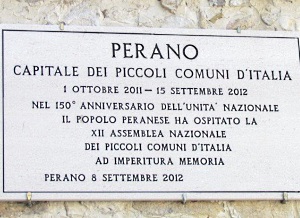 PERANO
CAPITALE DEI PICCOLI COMUNI D'ITALIA
1 OTTOBRE 2011 – 15 SETTEMBRE 2012
NEL 150° ANNIVERSARIO DELL'UNITA' NAZIONALE
IL POPOLO PERANESE HA OSPITATO LA
XII ASSEMBLEA NAZIONALE
DEI PICCOLI COMUNI D'ITALIA
AD IMPERITURA MEMORIA
PERANO 8 SETTEMBRE 2012